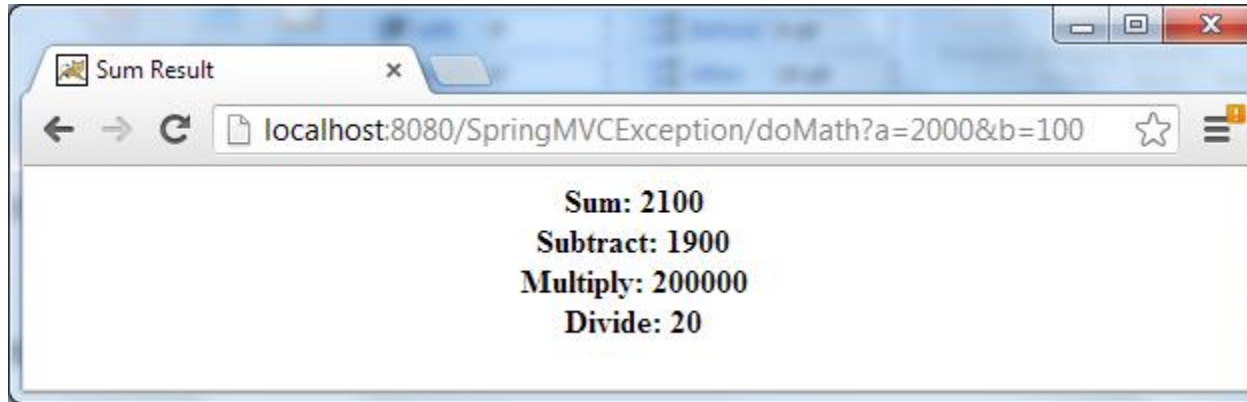 Sum Result
localhost:8080/SpringMVCException/doMath?a=2000&b=100
Sum: 2100
Subtract: 1900
Multiply: 200000
Divide: 20